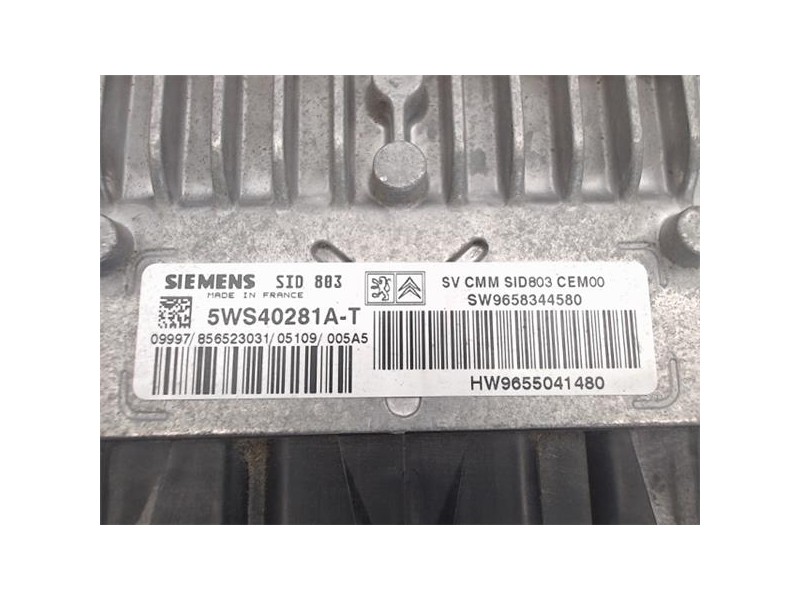 SIEMENS SID 803
MADE IN FRANCE
5WS40281A-T
09997/856523031/05109/005A5
SV CMM SID803 CEM00
SW9658344580
HW9655041480